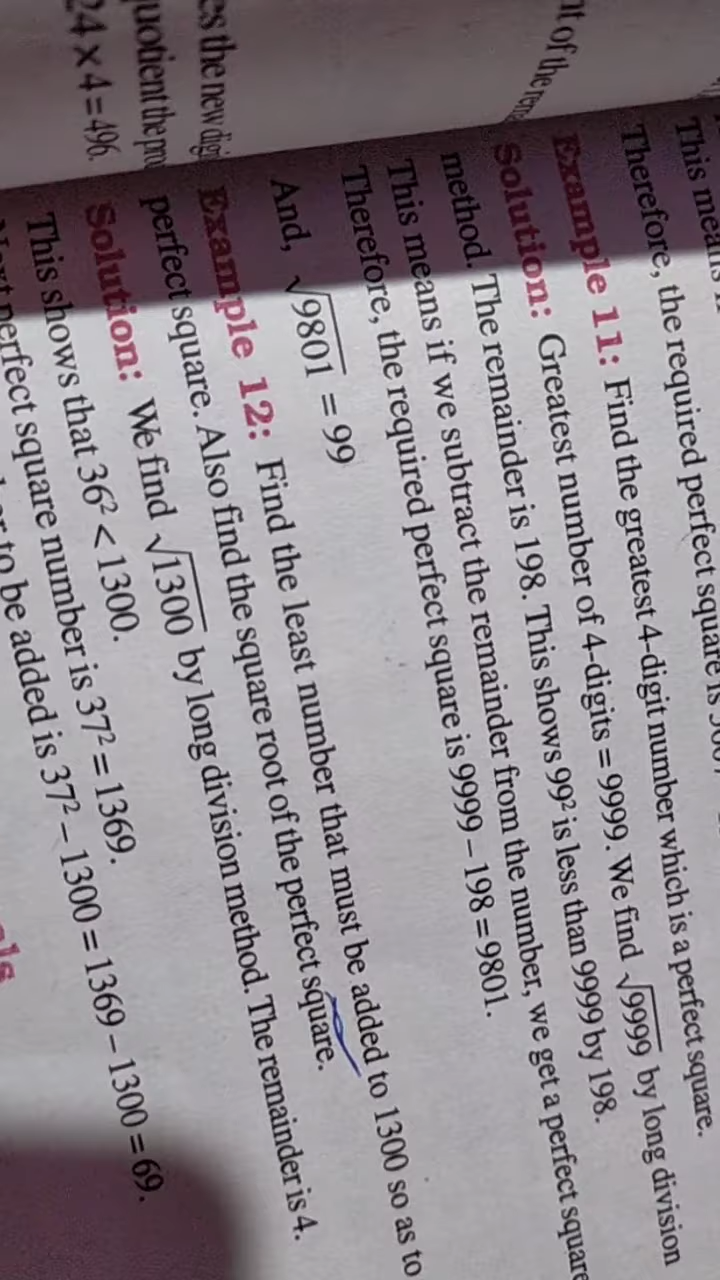 This means
Therefore, the required perfect square is
Example 11: Find the greatest 4-digit number which is a perfect square.
Solution: Greatest number of 4-digits = 9999. We find √9999 by long division
method. The remainder is 198. This shows 99² is less than 9999 by 198.
This means if we subtract the remainder from the number, we get a perfect square
Therefore, the required perfect square is 9999 – 198 = 9801.
And, √9801 = 99
Example 12: Find the least number that must be added to 1300 so as to
perfect square. Also find the square root of the perfect square.
Solution: We find √1300 by long division method. The remainder is 4.
This shows that 36² < 1300.
perfect square number is 37² = 1369.
to be added is 37² – 1300 = 1369 – 1300 = 69.
of the
es the new digi
quotient the pro
24 × 4 = 496.